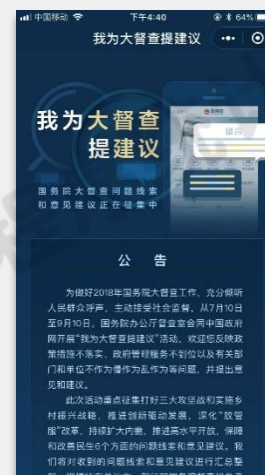 中国移动 下午4:40 64%
我为大督查提建议
我为大督查
提建议
国务院大督查问题线索
和意见建议正在征集中
公 告
为做好2018年国务院大督查工作，充分倾听
人民群众呼声，主动接受社会监督，从7月10日
至9月10日，国务院办公厅督查室会同中国政府
网开展“我为大督查提建议”活动，欢迎您反映政
策措施不落实、政府管理服务不到位以及有关部
门和单位不作为慢作为乱作为等问题，并提出意
见和建议。
此次活动重点征集打好三大攻坚战和实施乡
村振兴战略，推进创新驱动发展，深化“放管
服”改革，持续扩大内需，推进高水平开放，保障
和改善民生6个方面的问题线索和意见建议。我
们将对收到的问题线索和意见建议进行汇总整